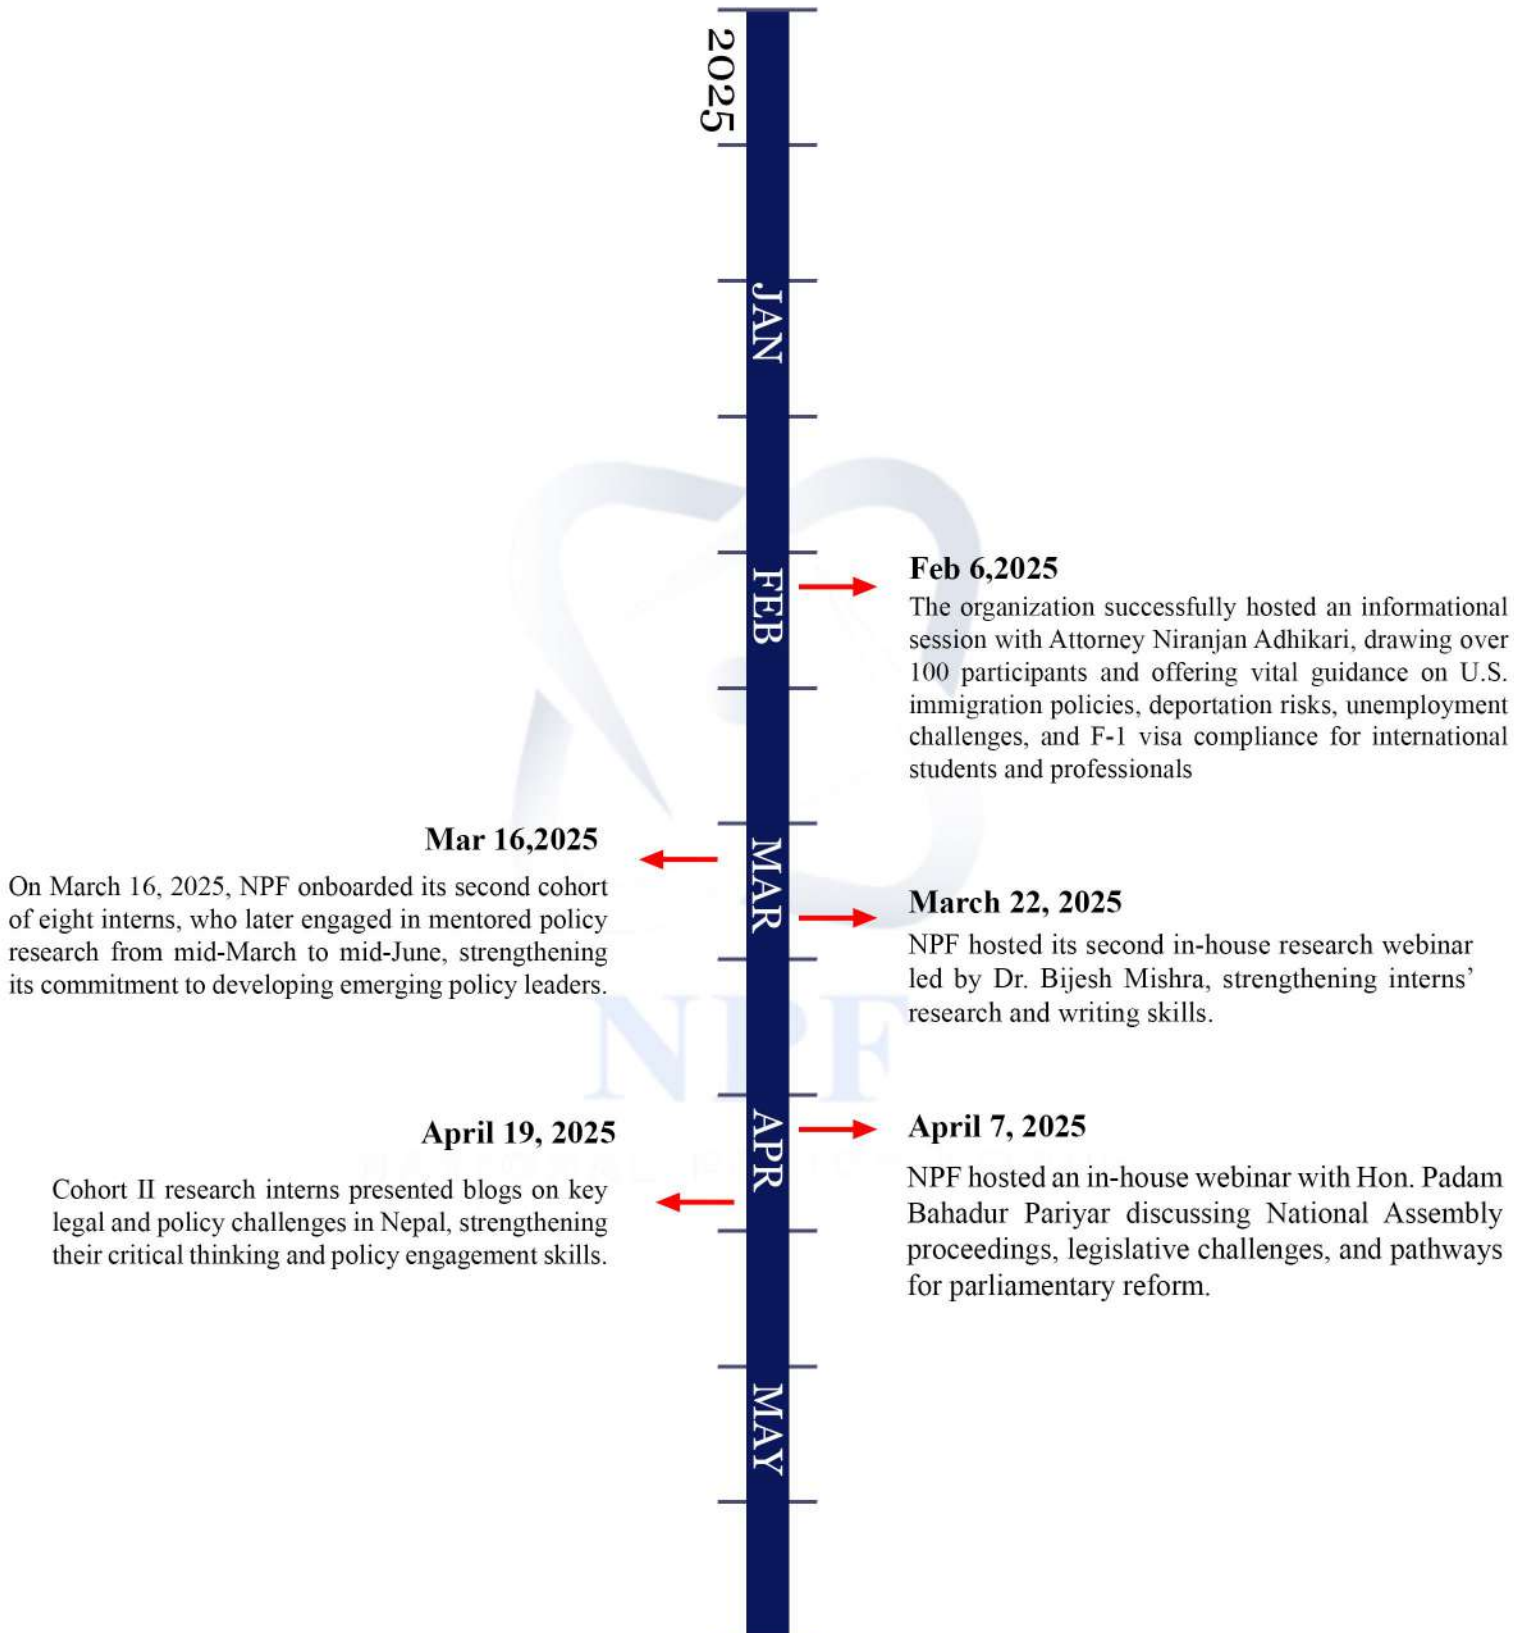 2025
JAN
FEB
Feb 6,2025
The organization successfully hosted an informational
session with Attorney Niranjan Adhikari, drawing over
100 participants and offering vital guidance on U.S.
immigration policies, deportation risks, unemployment
challenges, and F-1 visa compliance for international
students and professionals
Mar 16,2025
On March 16, 2025, NPF onboarded its second cohort
of eight interns, who later engaged in mentored policy
research from mid-March to mid-June, strengthening
its commitment to developing emerging policy leaders.
MAR
March 22, 2025
NPF hosted its second in-house research webinar
led by Dr. Bijesh Mishra, strengthening interns’
research and writing skills.
NPF
April 19, 2025
Cohort II research interns presented blogs on key
legal and policy challenges in Nepal, strengthening
their critical thinking and policy engagement skills.
APR
April 7, 2025
NPF hosted an in-house webinar with Hon. Padam
Bahadur Pariyar discussing National Assembly
proceedings, legislative challenges, and pathways
for parliamentary reform.
MAY